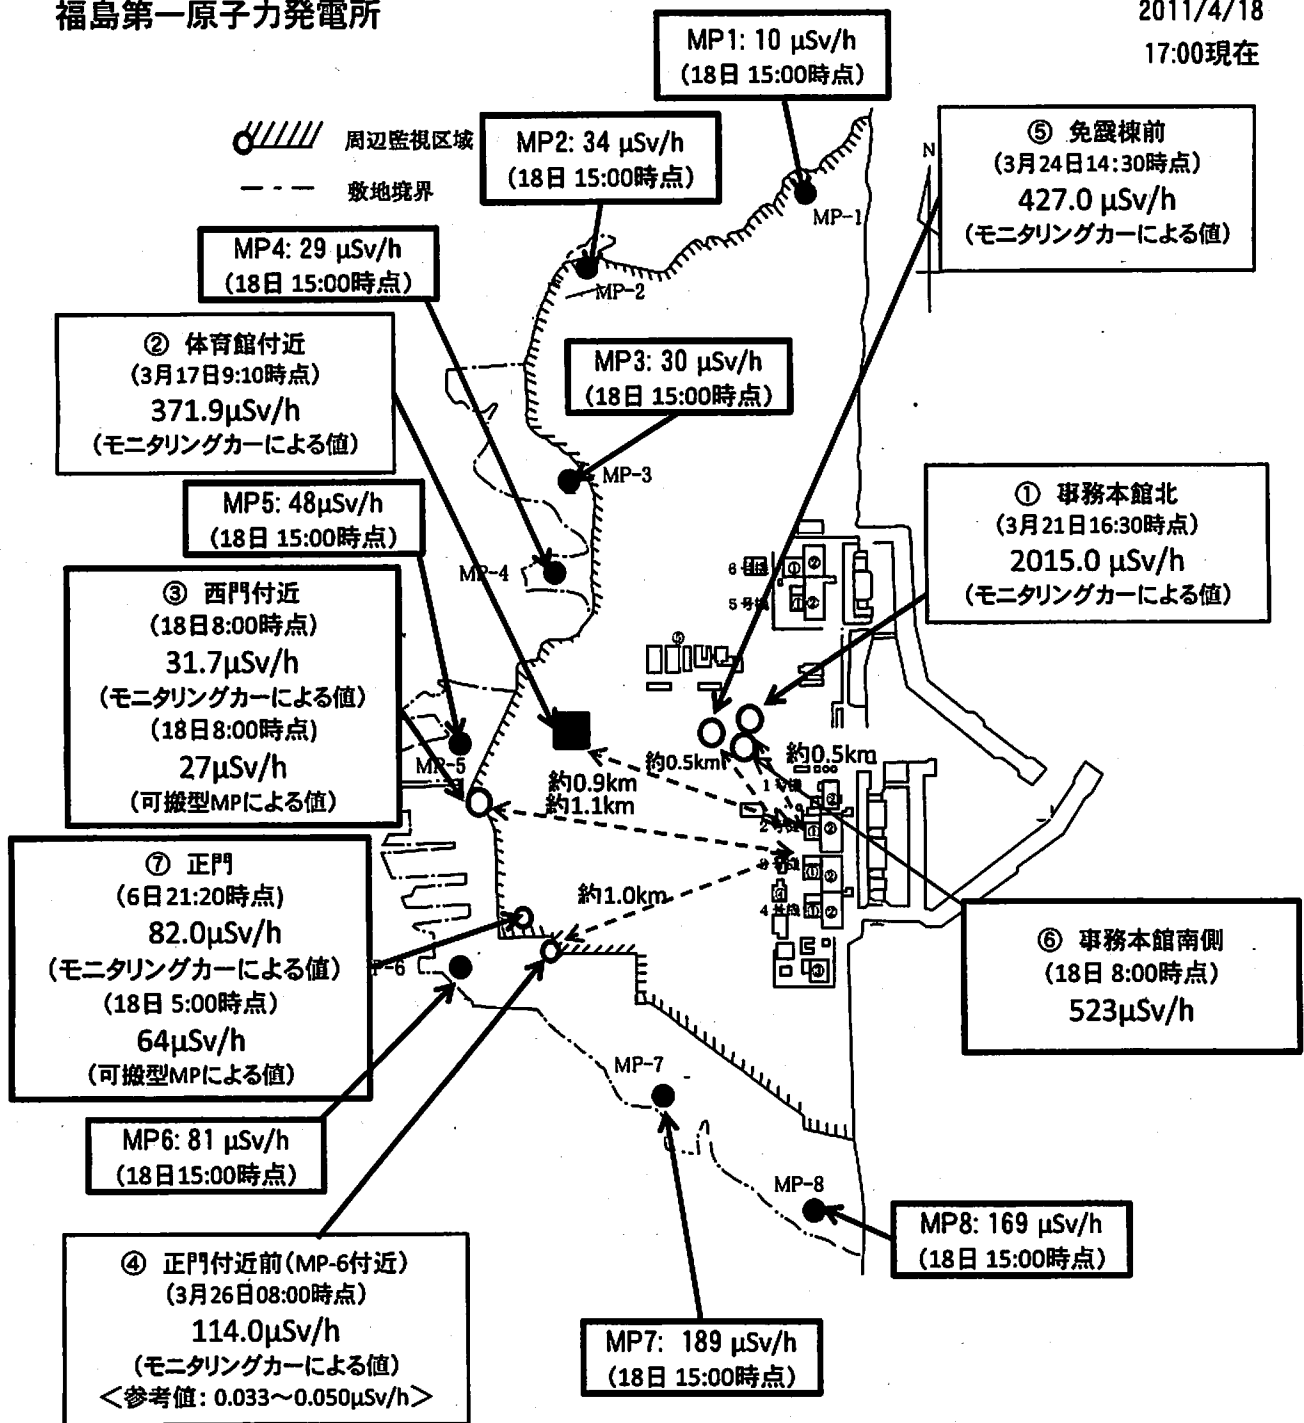 福島第一原子力発電所
2011/4/18
17:00現在
周辺監視区域
敷地境界
MP1: 10 μSv/h
(18日 15:00時点)
MP2: 34 μSv/h
(18日 15:00時点)
⑤ 免震棟前
(3月24日14:30時点)
427.0 μSv/h
(モニタリングカーによる値)
N
MP-1
MP-2
MP4: 29 μSv/h
(18日 15:00時点)
② 体育館付近
(3月17日9:10時点)
371.9μSv/h
(モニタリングカーによる値)
MP3: 30 μSv/h
(18日 15:00時点)
MP-3
MP5: 48μSv/h
(18日 15:00時点)
① 事務本館北
(3月21日16:30時点)
2015.0 μSv/h
(モニタリングカーによる値)
MP-4
6号機 ① ②
5号機 ① ②
③ 西門付近
(18日8:00時点)
31.7μSv/h
(モニタリングカーによる値)
(18日8:00時点)
27μSv/h
(可搬型MPによる値)
⑤
MP-5
約0.5km
約0.5km
約0.9km
約1.1km
1号機 ②
2号機 ① ②
3号機 ① ②
4号機 ① ②
④
③
約1.0km
⑦ 正門
(6日21:20時点)
82.0μSv/h
(モニタリングカーによる値)
(18日 5:00時点)
64μSv/h
(可搬型MPによる値)
P-6
⑥ 事務本館南側
(18日 8:00時点)
523μSv/h
MP-7
MP6: 81 μSv/h
(18日15:00時点)
MP-8
MP8: 169 μSv/h
(18日 15:00時点)
④ 正門付近前(MP-6付近)
(3月26日08:00時点)
114.0μSv/h
(モニタリングカーによる値)
<参考値: 0.033～0.050μSv/h>
MP7: 189 μSv/h
(18日 15:00時点)